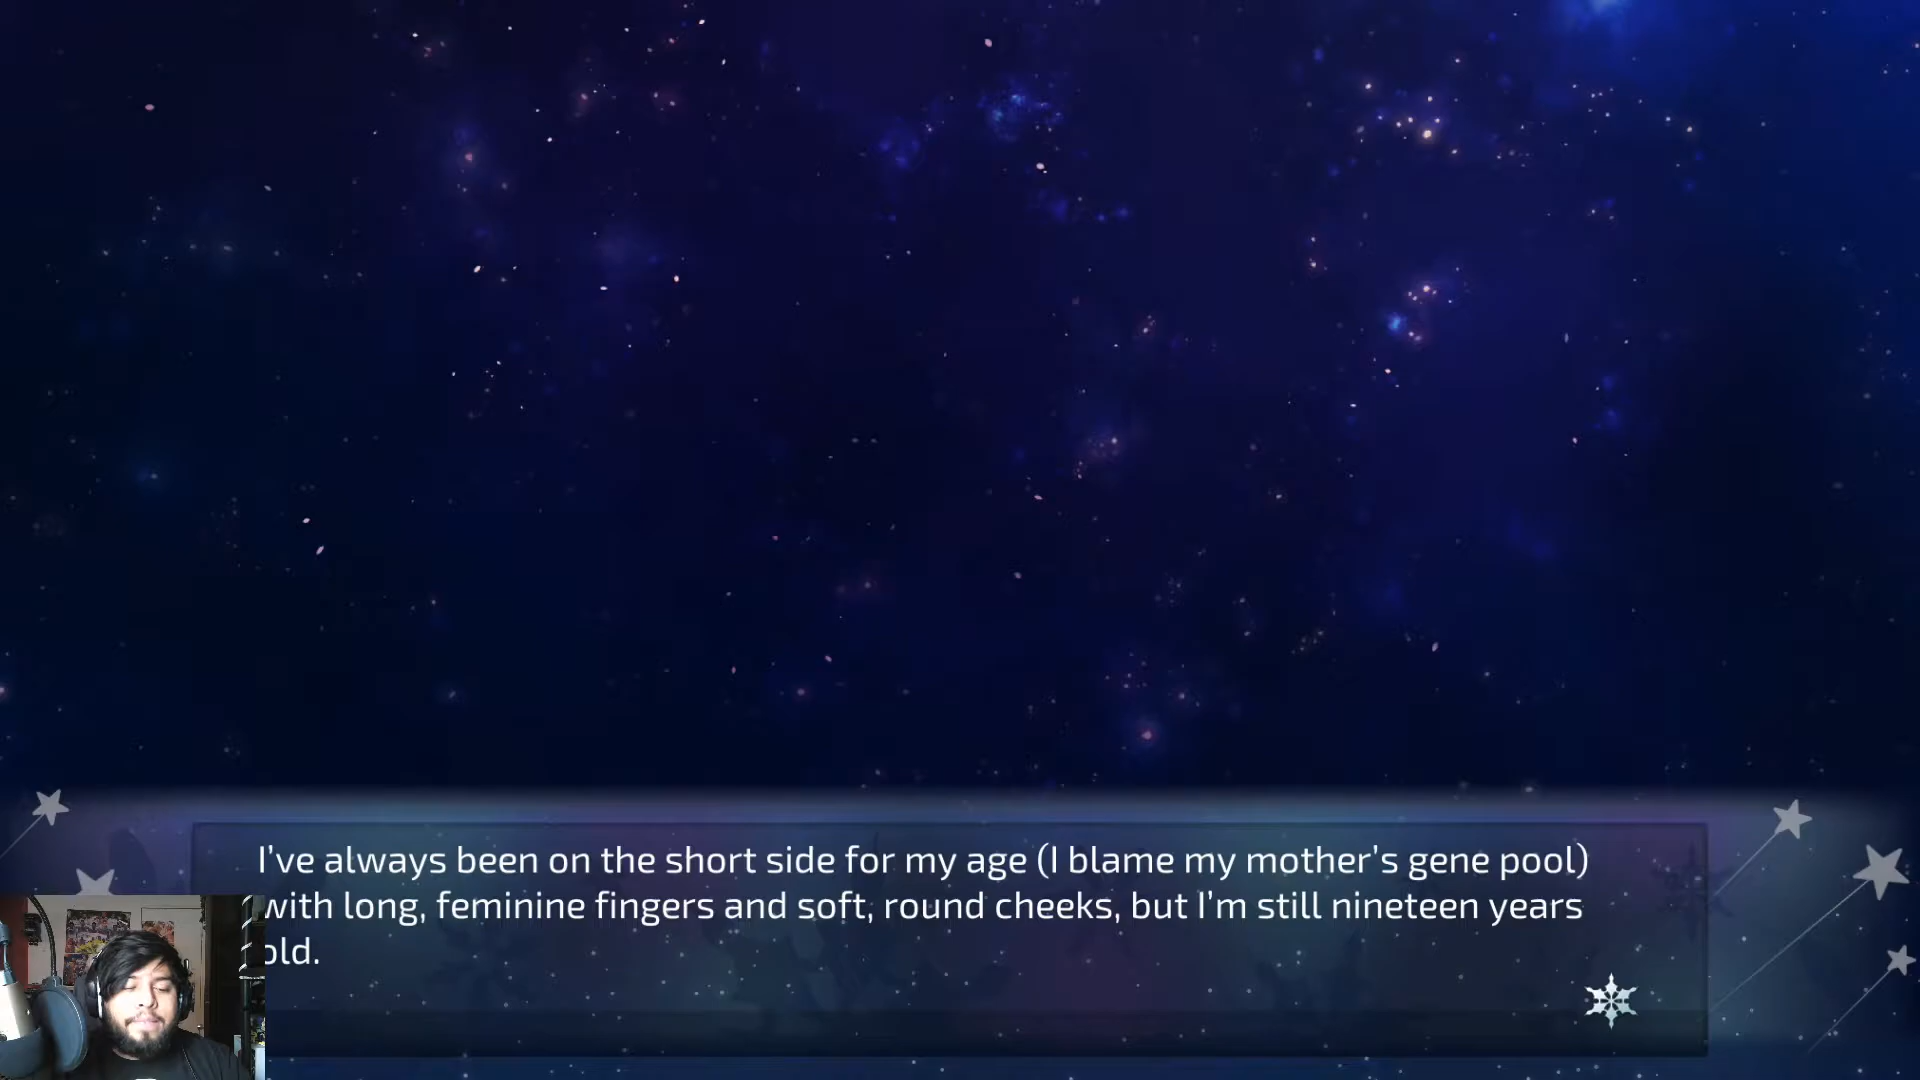 I've always been on the short side for my age (I blame my mother's gene pool)
with long, feminine fingers and soft, round cheeks, but I'm still nineteen years
old.